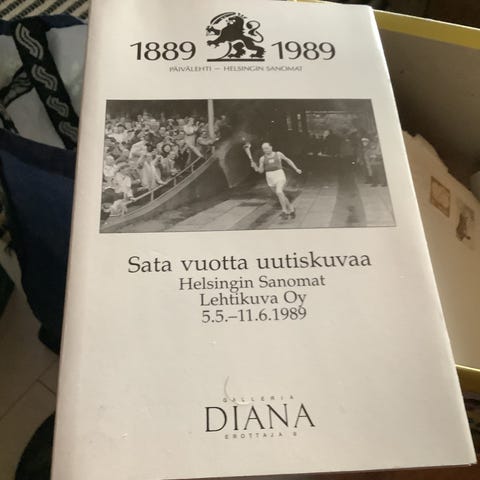 1889 1989
PÄIVÄLEHTI – HELSINGIN SANOMAT
Sata vuotta uutiskuvaa
Helsingin Sanomat
Lehtikuva Oy
5.5.–11.6.1989
GALLERIA
DIANA
EROTTAJA 8